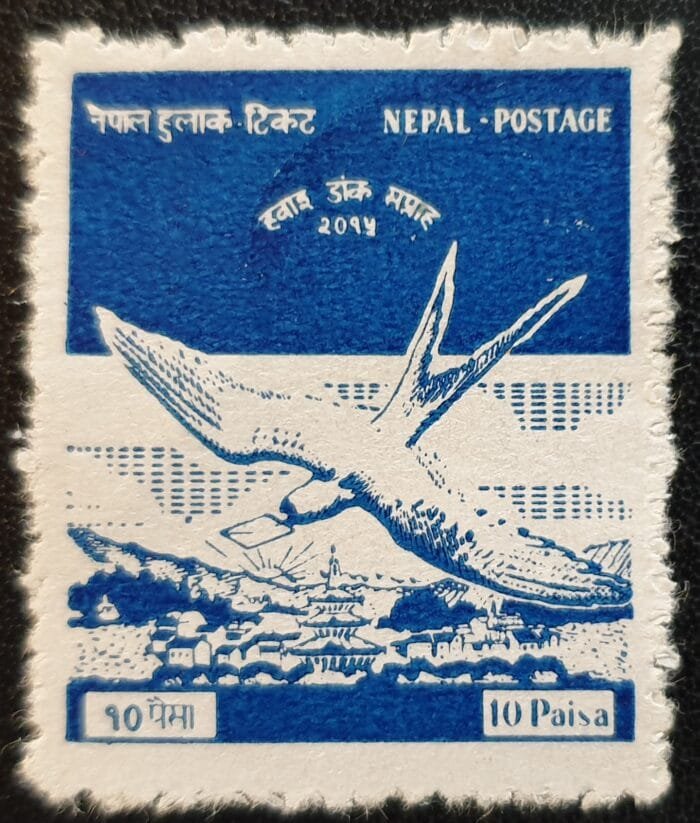 नेपाल हुलाक-टिकट NEPAL - POSTAGE
हवाइ डांक सप्ताह
२०१५
१० पैसा 10 Paisa